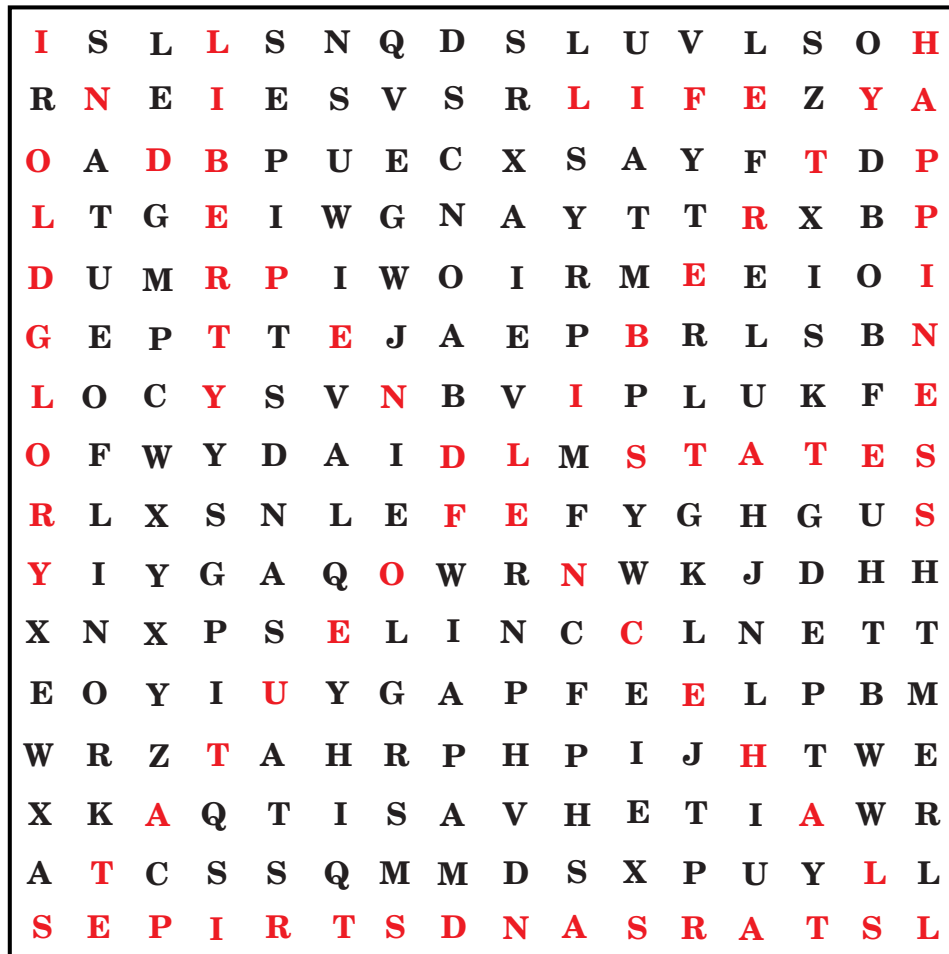 I S L L S N Q D S L U V L S O H
R N E I E S V S R L I F E Z Y A
O A D B P U E C X S A Y F T D P
L T G E I W G N A Y T T R X B P
D U M R P I W O I R M E E I O I
G E P T T E J A E P B R L S B N
L O C Y S V N B V I P L U K F E
O F W Y D A I D L M S T A T E S
R L X S N L E F E F Y G H G U S
Y I Y G A Q O W R N W K J D H H
X N X P S E L I N C C L N E T T
E O Y I U Y G A P F E E L P B M
W R Z T A H R P H P I J H T W E
X K A Q T I S A V H E T I A W R
A T C S S Q M M D S X P U Y L L
S E P I R T S D N A S R A T S L